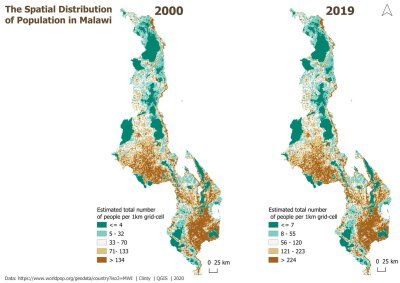 The Spatial Distribution
of Population in Malawi
2000
2019
Estimated total number
of people per 1km grid-cell
<= 4
5 - 32
33 - 70
71- 133
> 134
0 25 km
Estimated total number
of people per 1km grid-cell
<= 7
8 - 55
56 - 120
121 - 223
> 224
0 25 km
Data: https://www.worldpop.org/geodata/country?iso3=MWI | Clinty | QGIS | 2020